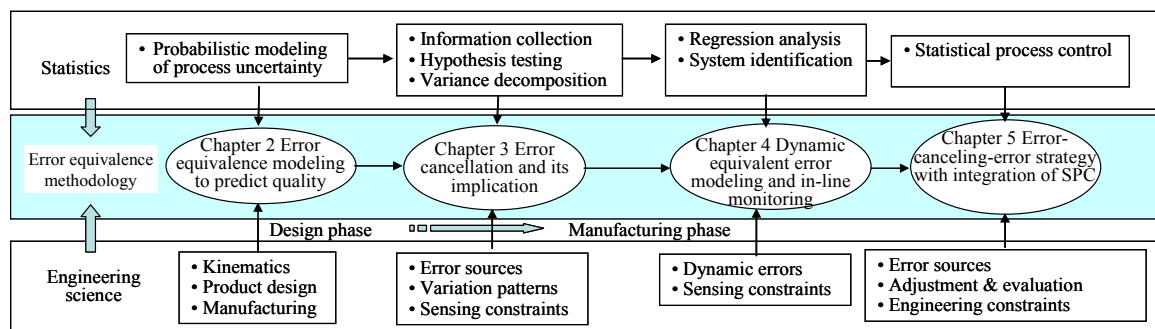 Statistics
• Probabilistic modeling
of process uncertainty
• Information collection
• Hypothesis testing
• Variance decomposition
• Regression analysis
• System identification
• Statistical process control
Error equivalence
methodology
Chapter 2 Error
equivalence modeling
to predict quality
Chapter 3 Error
cancellation and its
implication
Chapter 4 Dynamic
equivalent error
modeling and in-line
monitoring
Chapter 5 Error-
canceling-error strategy
with integration of SPC
Design phase
Manufacturing phase
Engineering
science
• Kinematics
• Product design
• Manufacturing
• Error sources
• Variation patterns
• Sensing constraints
• Dynamic errors
• Sensing constraints
• Error sources
• Adjustment & evaluation
• Engineering constraints